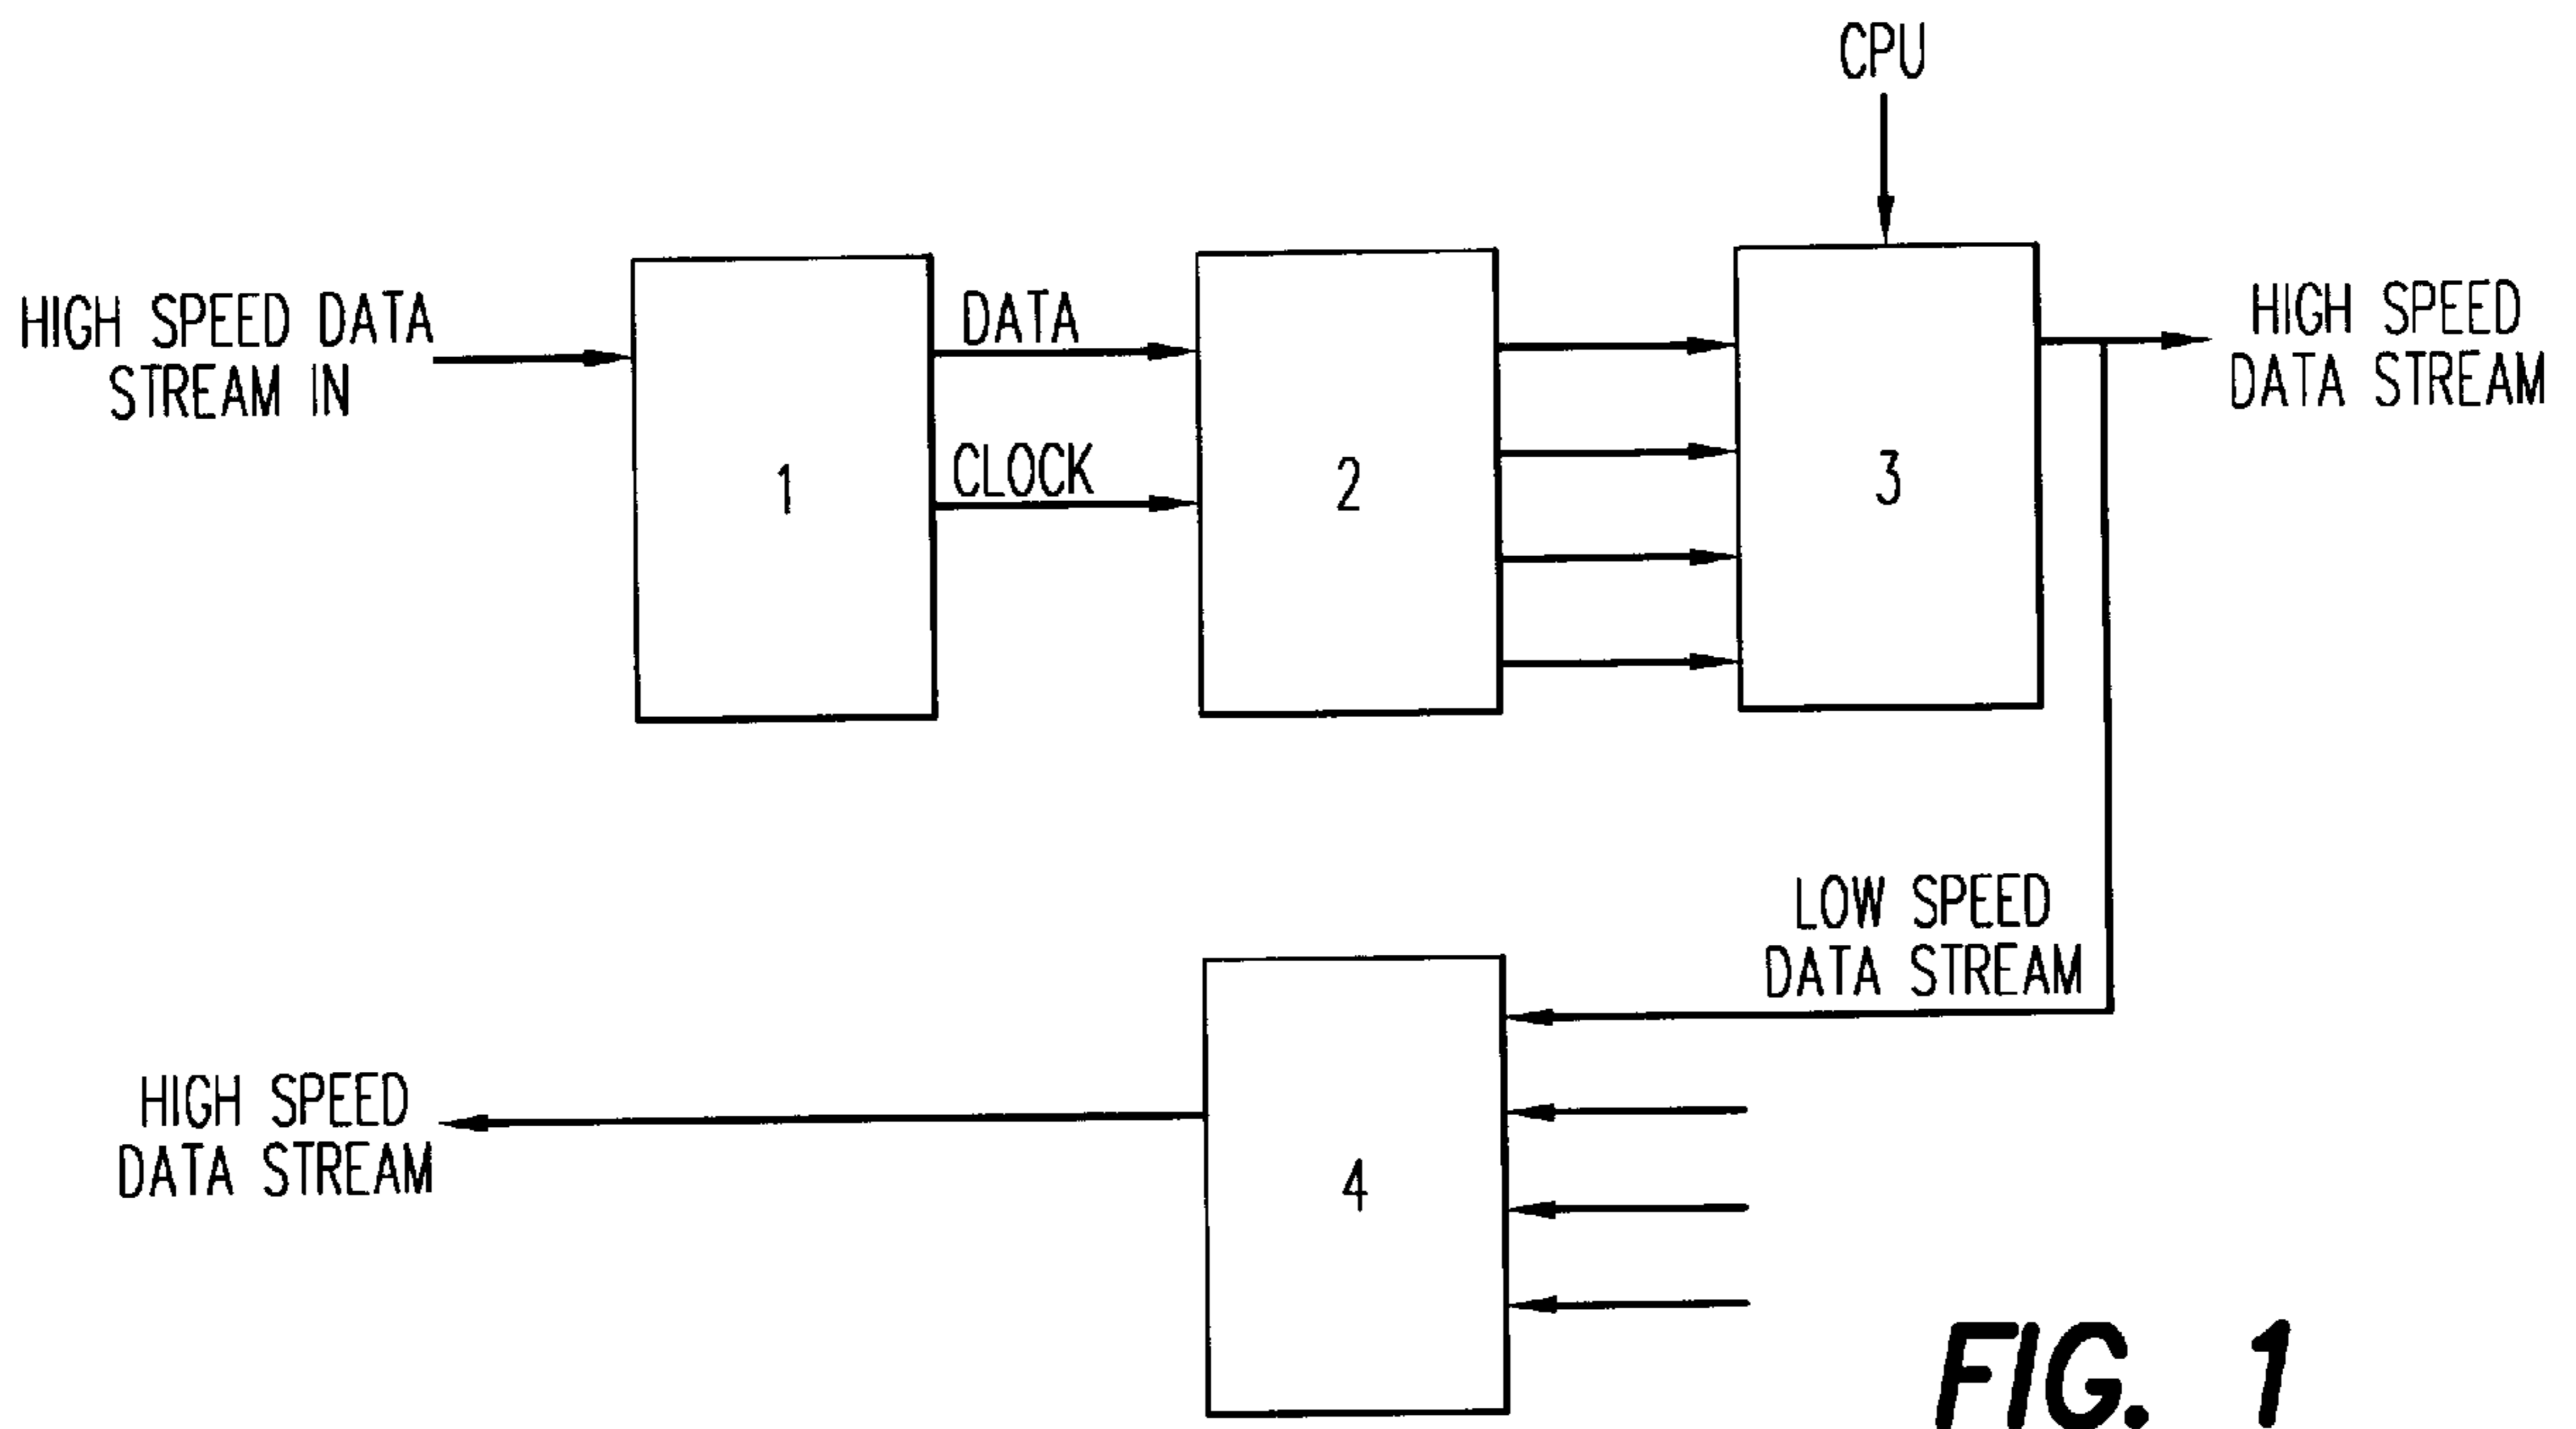 CPU
HIGH SPEED DATA
STREAM IN
DATA
CLOCK
1
2
3
HIGH SPEED
DATA STREAM
LOW SPEED
DATA STREAM
HIGH SPEED
DATA STREAM
4
FIG. 1